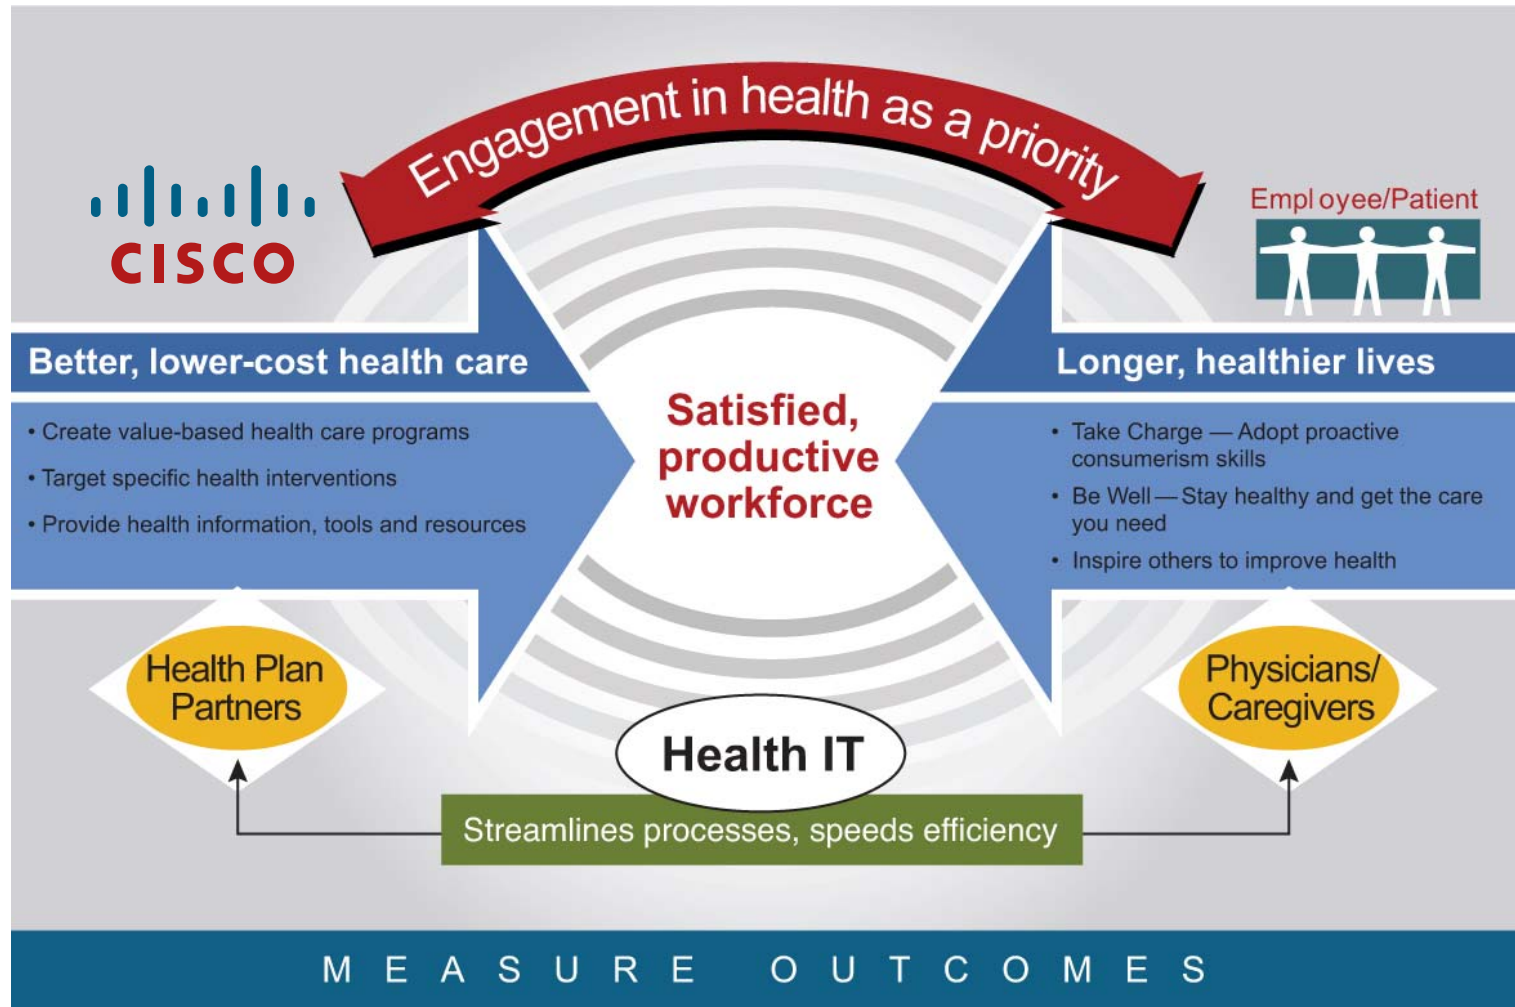 Engagement in health as a priority
CISCO
Employee/Patient
Better, lower-cost health care
• Create value-based health care programs
• Target specific health interventions
• Provide health information, tools and resources
Satisfied,
productive
workforce
Longer, healthier lives
• Take Charge — Adopt proactive
consumerism skills
• Be Well — Stay healthy and get the care
you need
• Inspire others to improve health
Health Plan
Partners
Physicians/
Caregivers
Health IT
Streamlines processes, speeds efficiency
MEASURE OUTCOMES